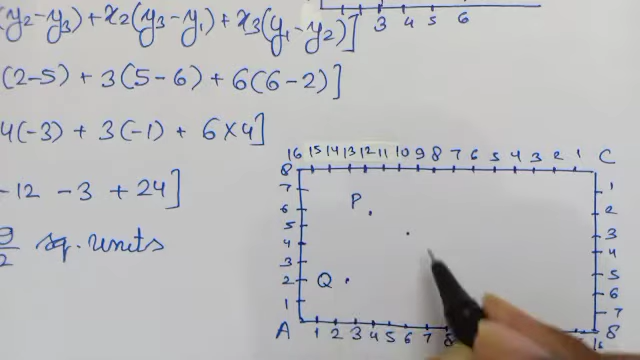 3 4 5 6
(y₂-y₃)+x₂(y₃-y₁)+x₃(y₁-y₂)]
(2-5) + 3(5-6) + 6(6-2)]
4(-3) + 3(-1) + 6×4]
-12 -3 +24]
9/2 sq. units
16 15 14 13 12 11 10 9 8 7 6 5 4 3 2 1 C
8
7 1
6 P 2
5 3
4 4
3 5
2 Q 6
1 7
A 1 2 3 4 5 6 7 8 16 8